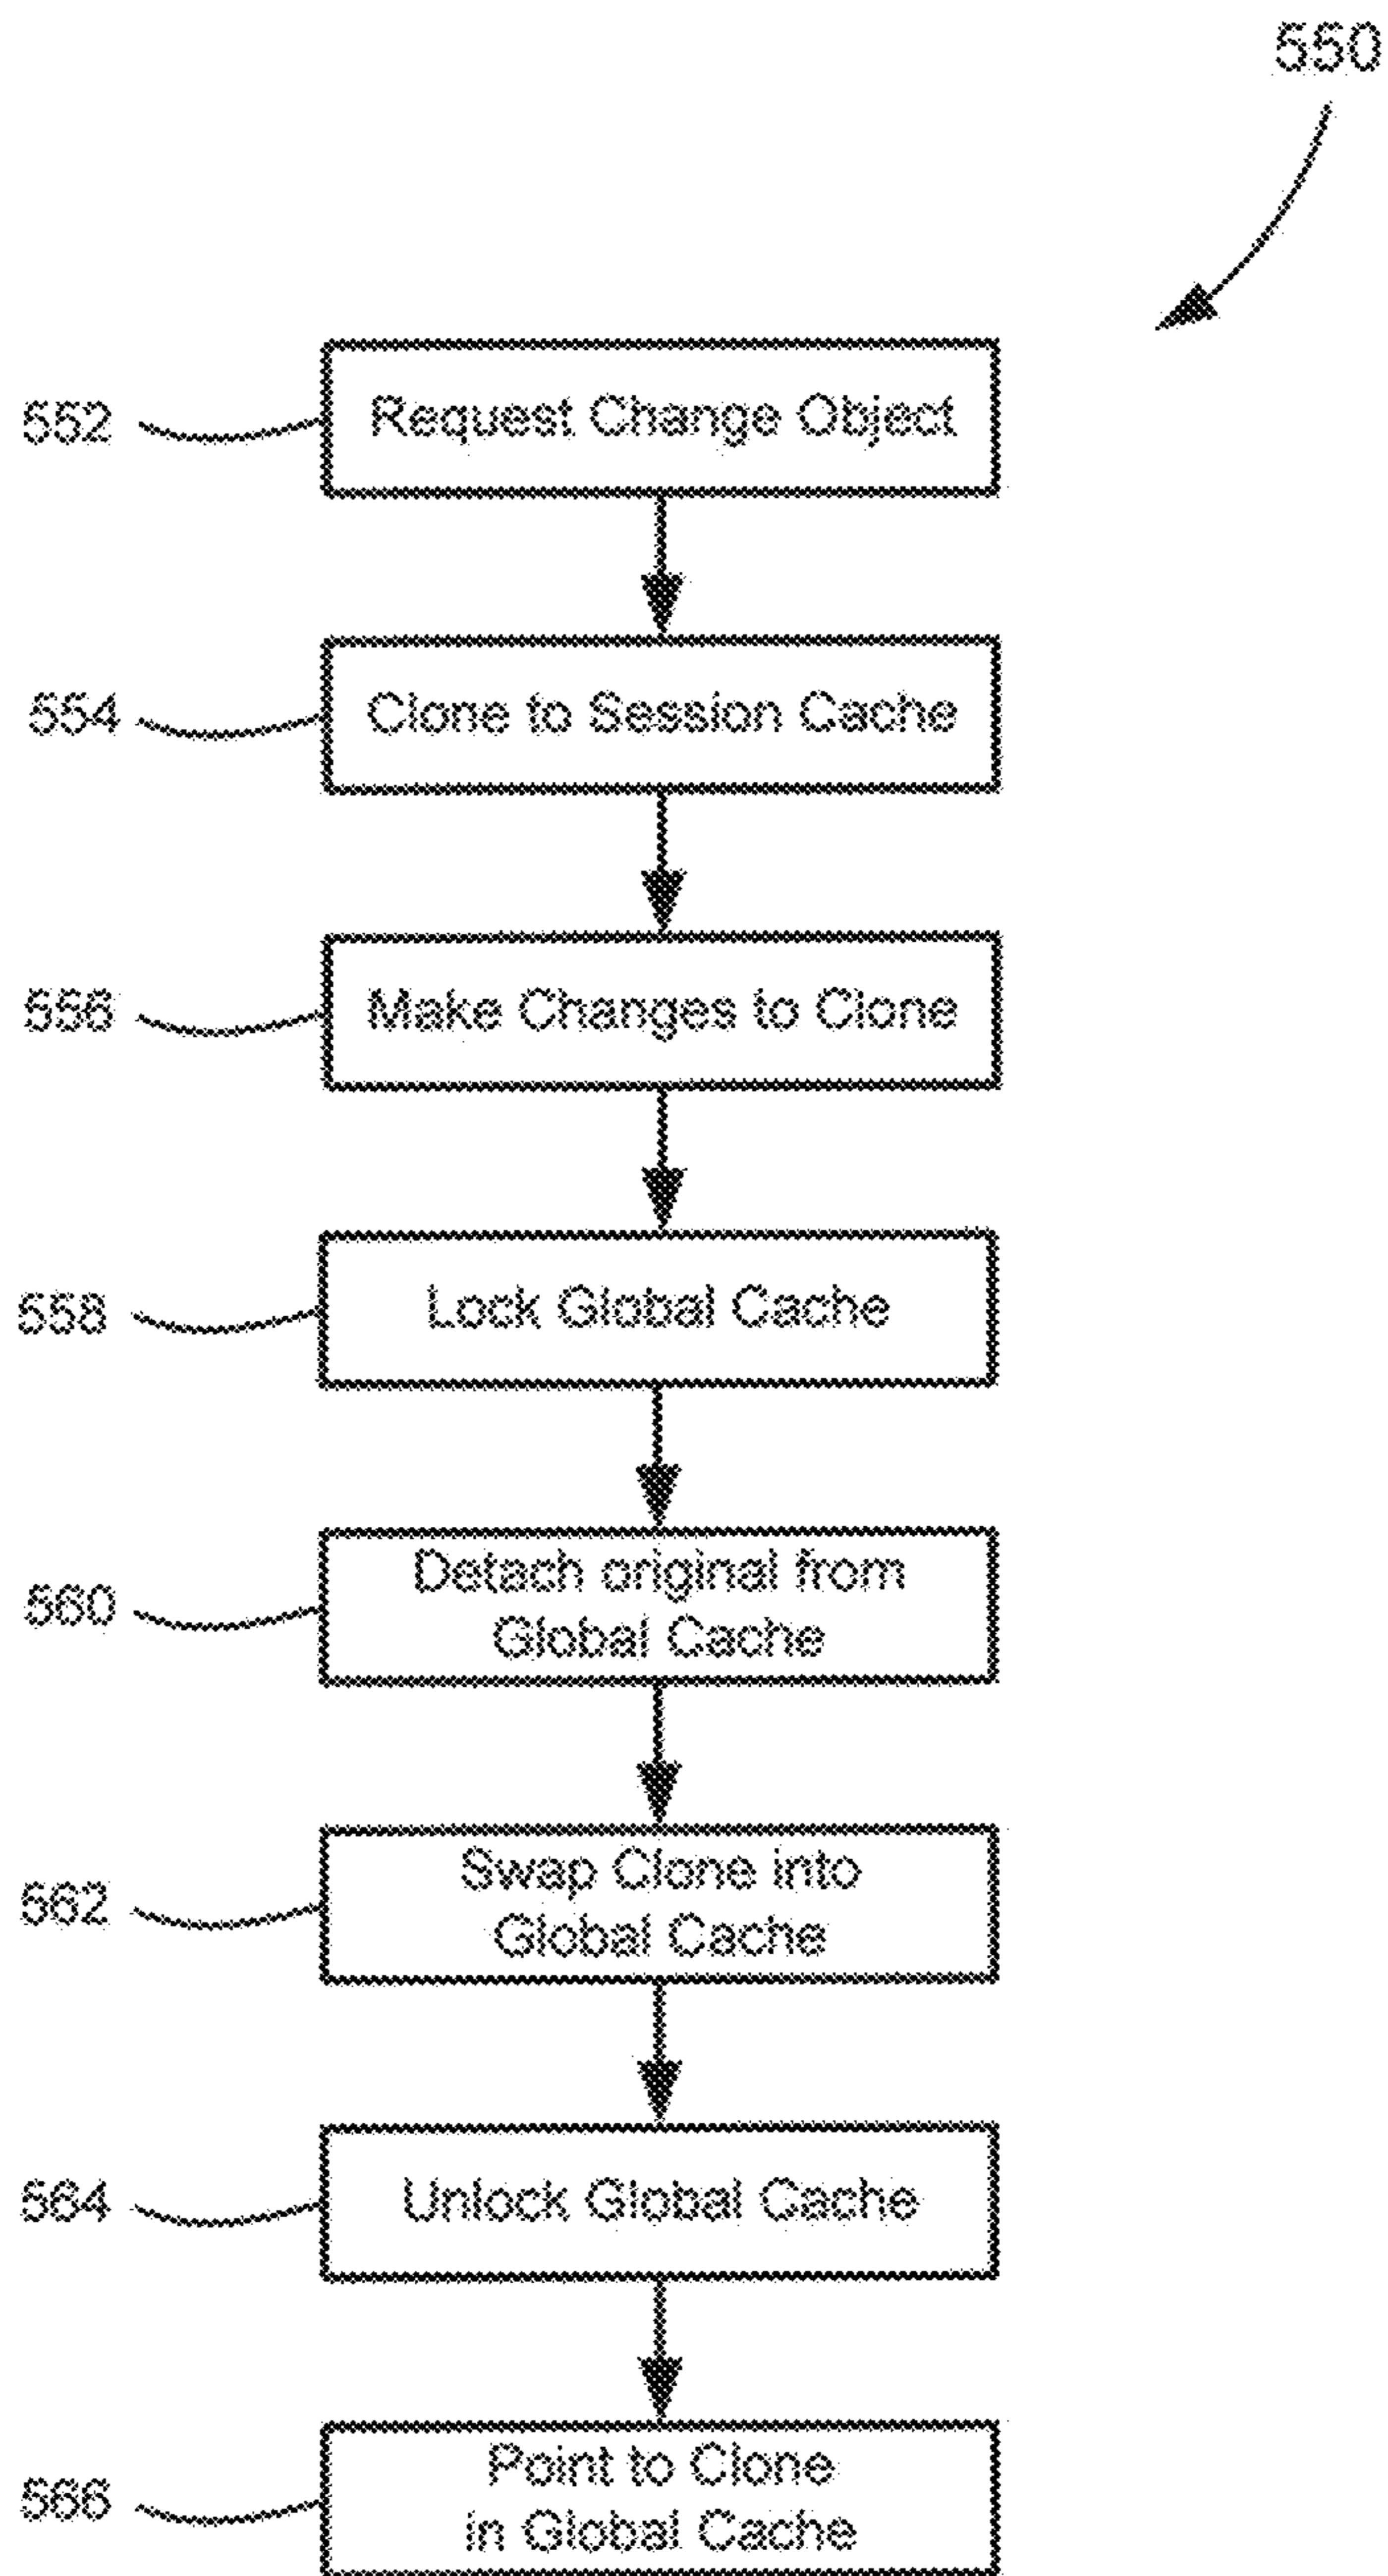 550
552
Request Change Object
554
Clone to Session Cache
556
Make Changes to Clone
558
Lock Global Cache
560
Detach original from
Global Cache
562
Swap Clone into
Global Cache
564
Unlock Global Cache
566
Point to Clone
in Global Cache